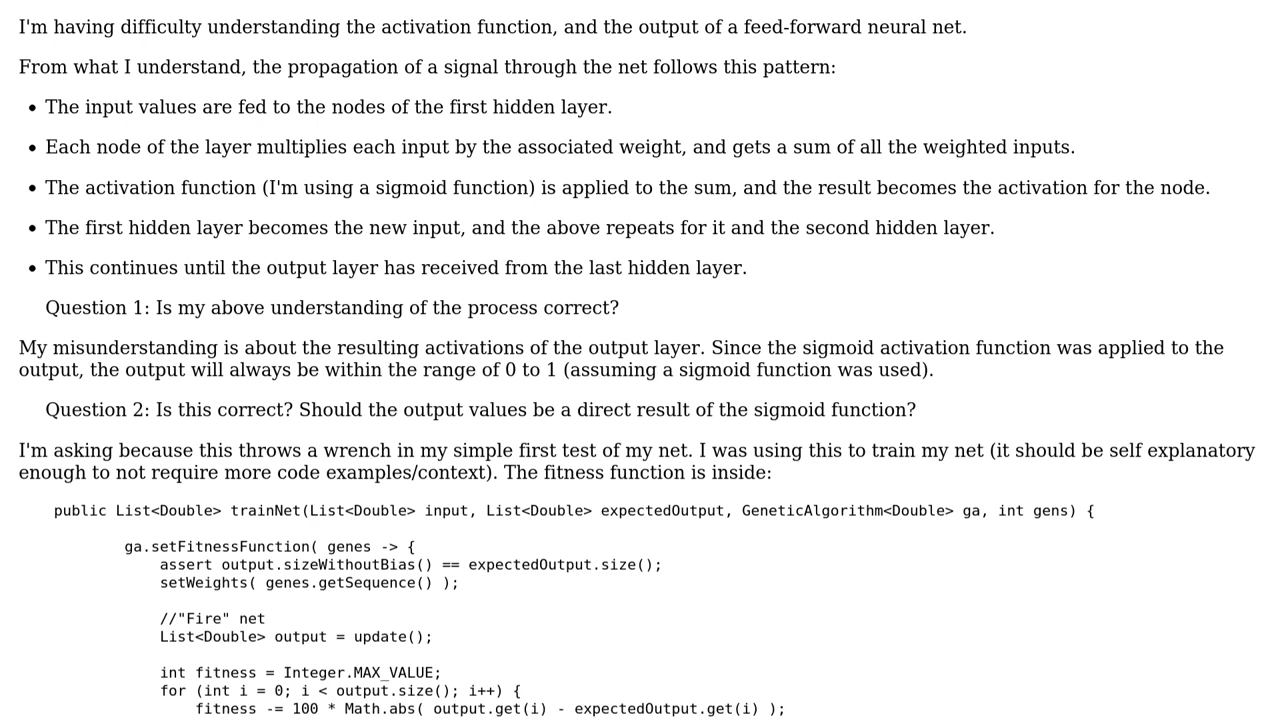 I'm having difficulty understanding the activation function, and the output of a feed-forward neural net.
From what I understand, the propagation of a signal through the net follows this pattern:
• The input values are fed to the nodes of the first hidden layer.
• Each node of the layer multiplies each input by the associated weight, and gets a sum of all the weighted inputs.
• The activation function (I'm using a sigmoid function) is applied to the sum, and the result becomes the activation for the node.
• The first hidden layer becomes the new input, and the above repeats for it and the second hidden layer.
• This continues until the output layer has received from the last hidden layer.
Question 1: Is my above understanding of the process correct?
My misunderstanding is about the resulting activations of the output layer. Since the sigmoid activation function was applied to the
output, the output will always be within the range of 0 to 1 (assuming a sigmoid function was used).
Question 2: Is this correct? Should the output values be a direct result of the sigmoid function?
I'm asking because this throws a wrench in my simple first test of my net. I was using this to train my net (it should be self explanatory
enough to not require more code examples/context). The fitness function is inside:
public List<Double> trainNet(List<Double> input, List<Double> expectedOutput, GeneticAlgorithm<Double> ga, int gens) {
ga.setFitnessFunction( genes -> {
assert output.sizeWithoutBias() == expectedOutput.size();
setWeights( genes.getSequence() );
//"Fire" net
List<Double> output = update();
int fitness = Integer.MAX_VALUE;
for (int i = 0; i < output.size(); i++) {
fitness -= 100 * Math.abs( output.get(i) - expectedOutput.get(i) );